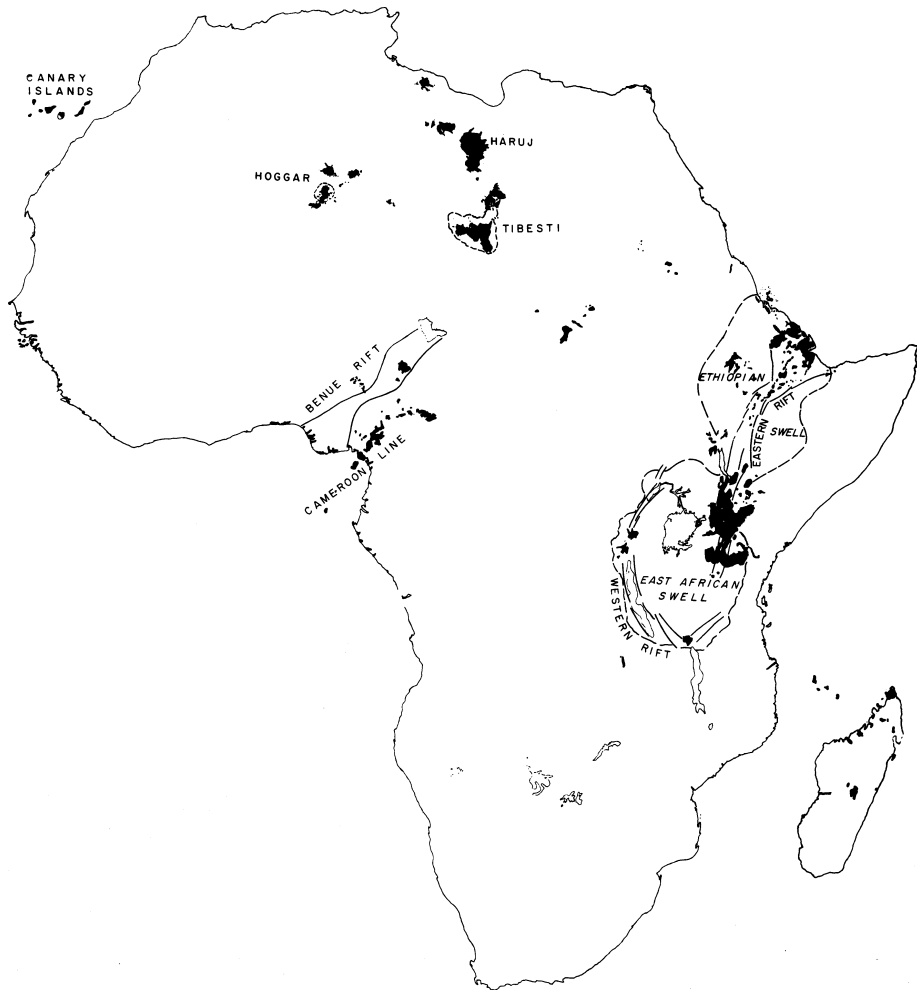 CANARY
ISLANDS
HARUJ
HOGGAR
TIBESTI
BENUE RIFT
CAMEROON LINE
ETHIOPIAN
SWELL
EASTERN RIFT
EAST AFRICAN
SWELL
WESTERN RIFT